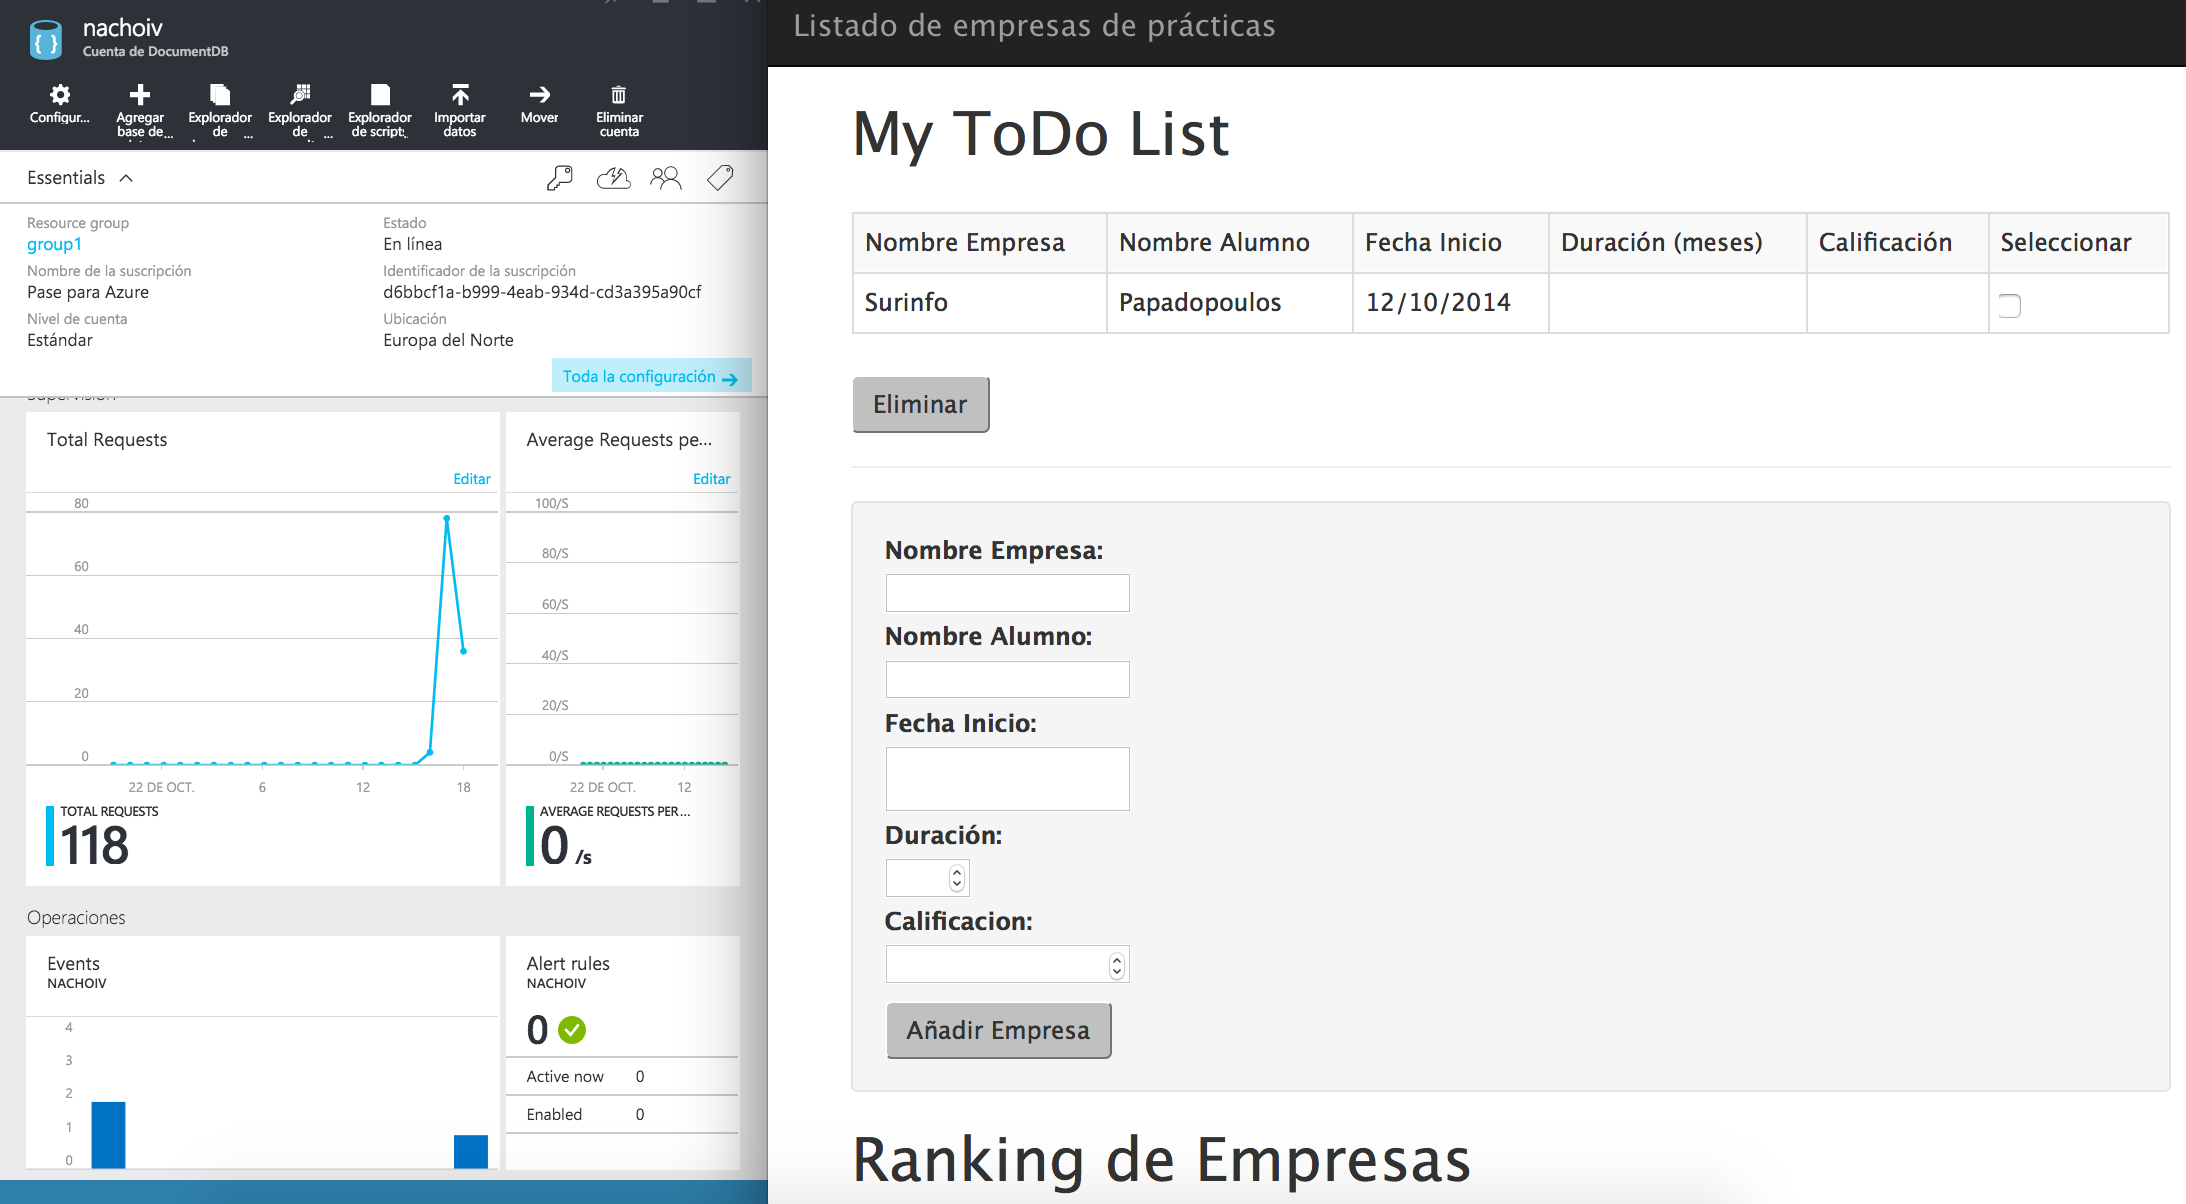 nachoiv
Cuenta de DocumentDB
Configur...
Agregar
base de...
Explorador
de ...
Explorador
de ...
Explorador
de script.
Importar
datos
Mover
Eliminar
cuenta
Essentials
Resource group
group1
Estado
En línea
Nombre de la suscripción
Pase para Azure
Identificador de la suscripción
d6bbcf1a-b999-4eab-934d-cd3a395a90cf
Nivel de cuenta
Estándar
Ubicación
Europa del Norte
Toda la configuración
Total Requests
Editar
80
60
40
20
0
22 DE OCT. 6 12 18
TOTAL REQUESTS
118
Average Requests pe...
Editar
100/S
80/S
60/S
40/S
20/S
0/S
22 DE OCT. 12
AVERAGE REQUESTS PER...
0 /s
Operaciones
Events
NACHOIV
4
3
2
1
0
Alert rules
NACHOIV
0
Active now 0
Enabled 0
Listado de empresas de prácticas
My ToDo List
Nombre Empresa Nombre Alumno Fecha Inicio Duración (meses) Calificación Seleccionar
Surinfo Papadopoulos 12/10/2014
Eliminar
Nombre Empresa:
Nombre Alumno:
Fecha Inicio:
Duración:
Calificacion:
Añadir Empresa
Ranking de Empresas